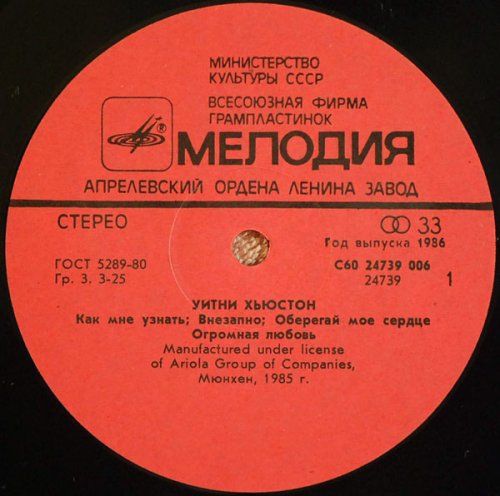 МИНИСТЕРСТВО
КУЛЬТУРЫ СССР
ВСЕСОЮЗНАЯ ФИРМА
ГРАМПЛАСТИНОК
®
МЕЛОДИЯ
АПРЕЛЕВСКИЙ ОРДЕНА ЛЕНИНА ЗАВОД
СТЕРЕО
33
Год выпуска 1986
ГОСТ 5289-80
Гр. 3. 3-25
С60 24739 006
24739
1
УИТНИ ХЬЮСТОН
Как мне узнать; Внезапно; Оберегай мое сердце
Огромная любовь
Manufactured under license
of Ariola Group of Companies,
Мюнхен, 1985 г.